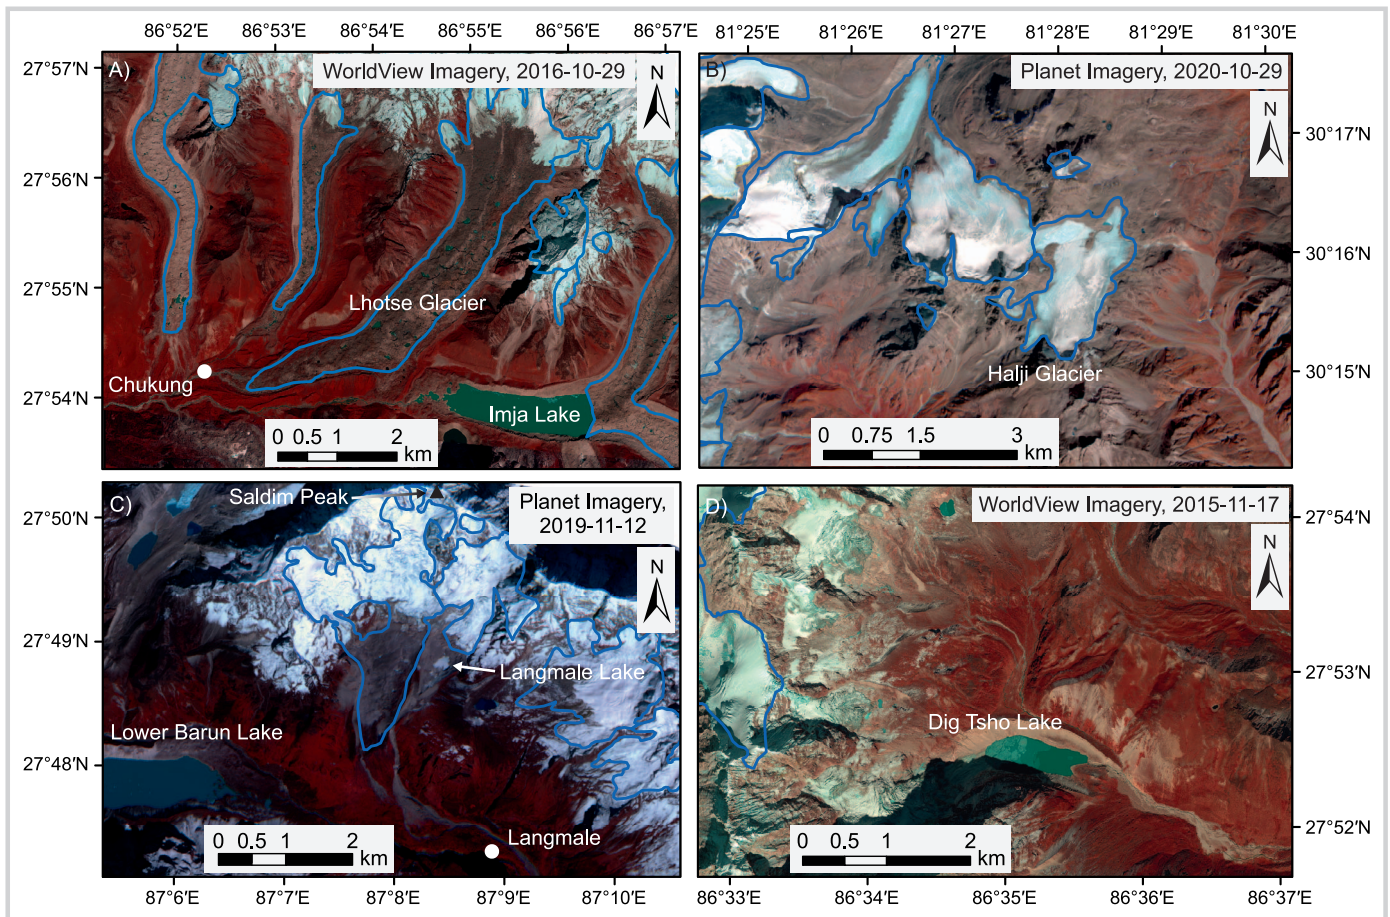 86°52'E 86°53'E 86°54'E 86°55'E 86°56'E 86°57'E
81°25'E 81°26'E 81°27'E 81°28'E 81°29'E 81°30'E
A)
WorldView Imagery, 2016-10-29
N
27°57'N
27°56'N
27°55'N
27°54'N
Lhotse Glacier
Chukung
Imja Lake
0 0.5 1 2
km
B)
Planet Imagery, 2020-10-29
N
30°17'N
30°16'N
30°15'N
Halji Glacier
0 0.75 1.5 3
km
C)
Saldim Peak
Planet Imagery,
2019-11-12
N
27°50'N
27°49'N
27°48'N
Langmale Lake
Lower Barun Lake
Langmale
0 0.5 1 2
km
D)
WorldView Imagery, 2015-11-17
N
27°54'N
27°53'N
27°52'N
Dig Tsho Lake
0 0.5 1 2
km
87°6'E 87°7'E 87°8'E 87°9'E 87°10'E
86°33'E 86°34'E 86°35'E 86°36'E 86°37'E